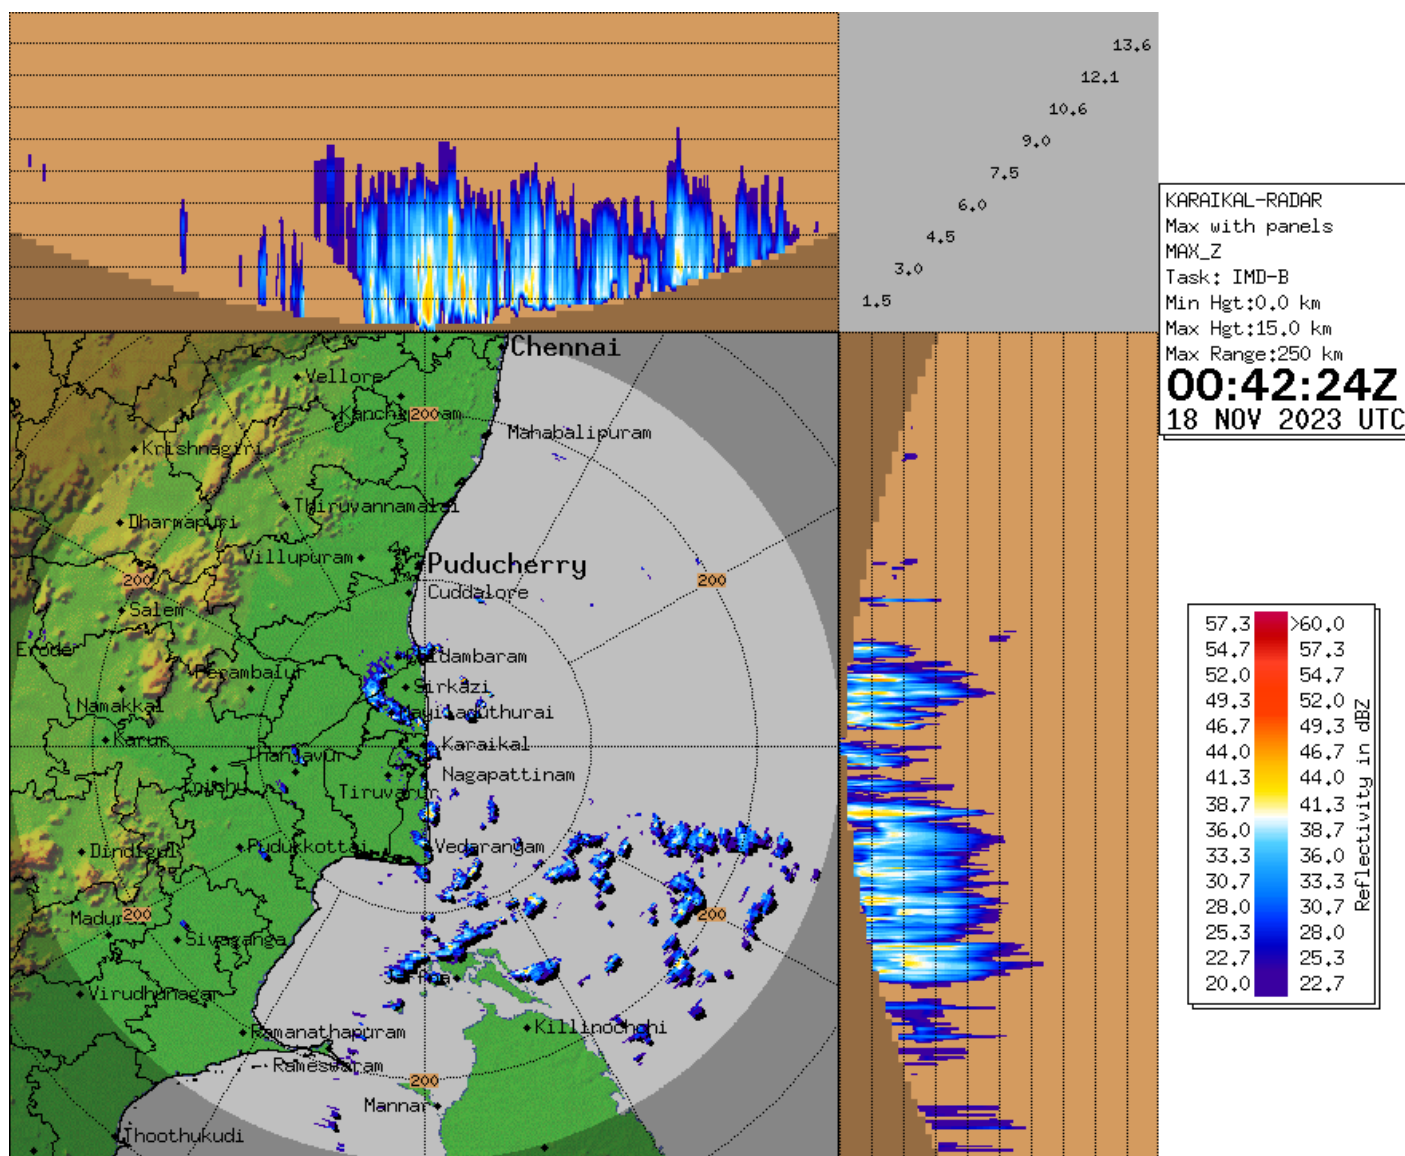 13.6
12.1
10.6
9.0
7.5
6.0
4.5
3.0
1.5
KARAIKAL-RADAR
Max with panels
MAX_Z
Task: IMD-B
Min Hgt:0.0 km
Max Hgt:15.0 km
Max Range:250 km
00:42:24Z
18 NOV 2023 UTC
Chennai
Vellore
200
Mahabalipuram
Krishnagiri
Thiruvannamalai
Dharmapuri
Villupuram
Puducherry
200
200
Cuddalore
Salem
Erode
Perambalur
Sirkazi
Namakkal
Mayiladuthurai
Karur
Karaikal
Thanjavur
Nagapattinam
Tiruvarur
Pudukkottai
Vedaranyam
Dindigul
200
200
Sivaganga
Virudhunagar
Ramanathapuram
Killinochchi
Rameswaram
200
Mannar
Thoothukudi
57.3 >60.0
54.7 57.3
52.0 54.7
49.3 52.0
46.7 49.3
44.0 46.7
41.3 44.0
38.7 41.3
36.0 38.7
33.3 36.0
30.7 33.3
28.0 30.7
25.3 28.0
22.7 25.3
20.0 22.7
Reflectivity in dBZ